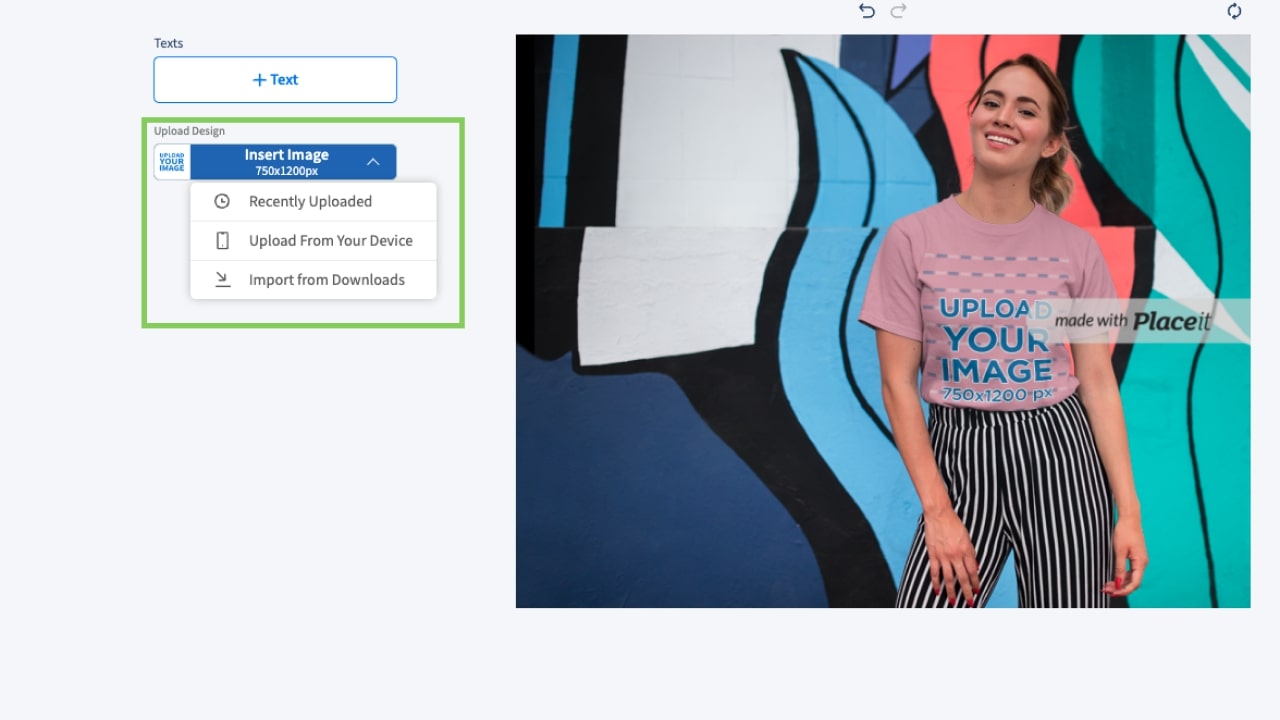 Texts
+ Text
Upload Design
UPLOAD
YOUR
IMAGE
Insert Image
750x1200px
Recently Uploaded
Upload From Your Device
Import from Downloads
UPLOAD
YOUR
IMAGE
750x1200 px
made with Placeit